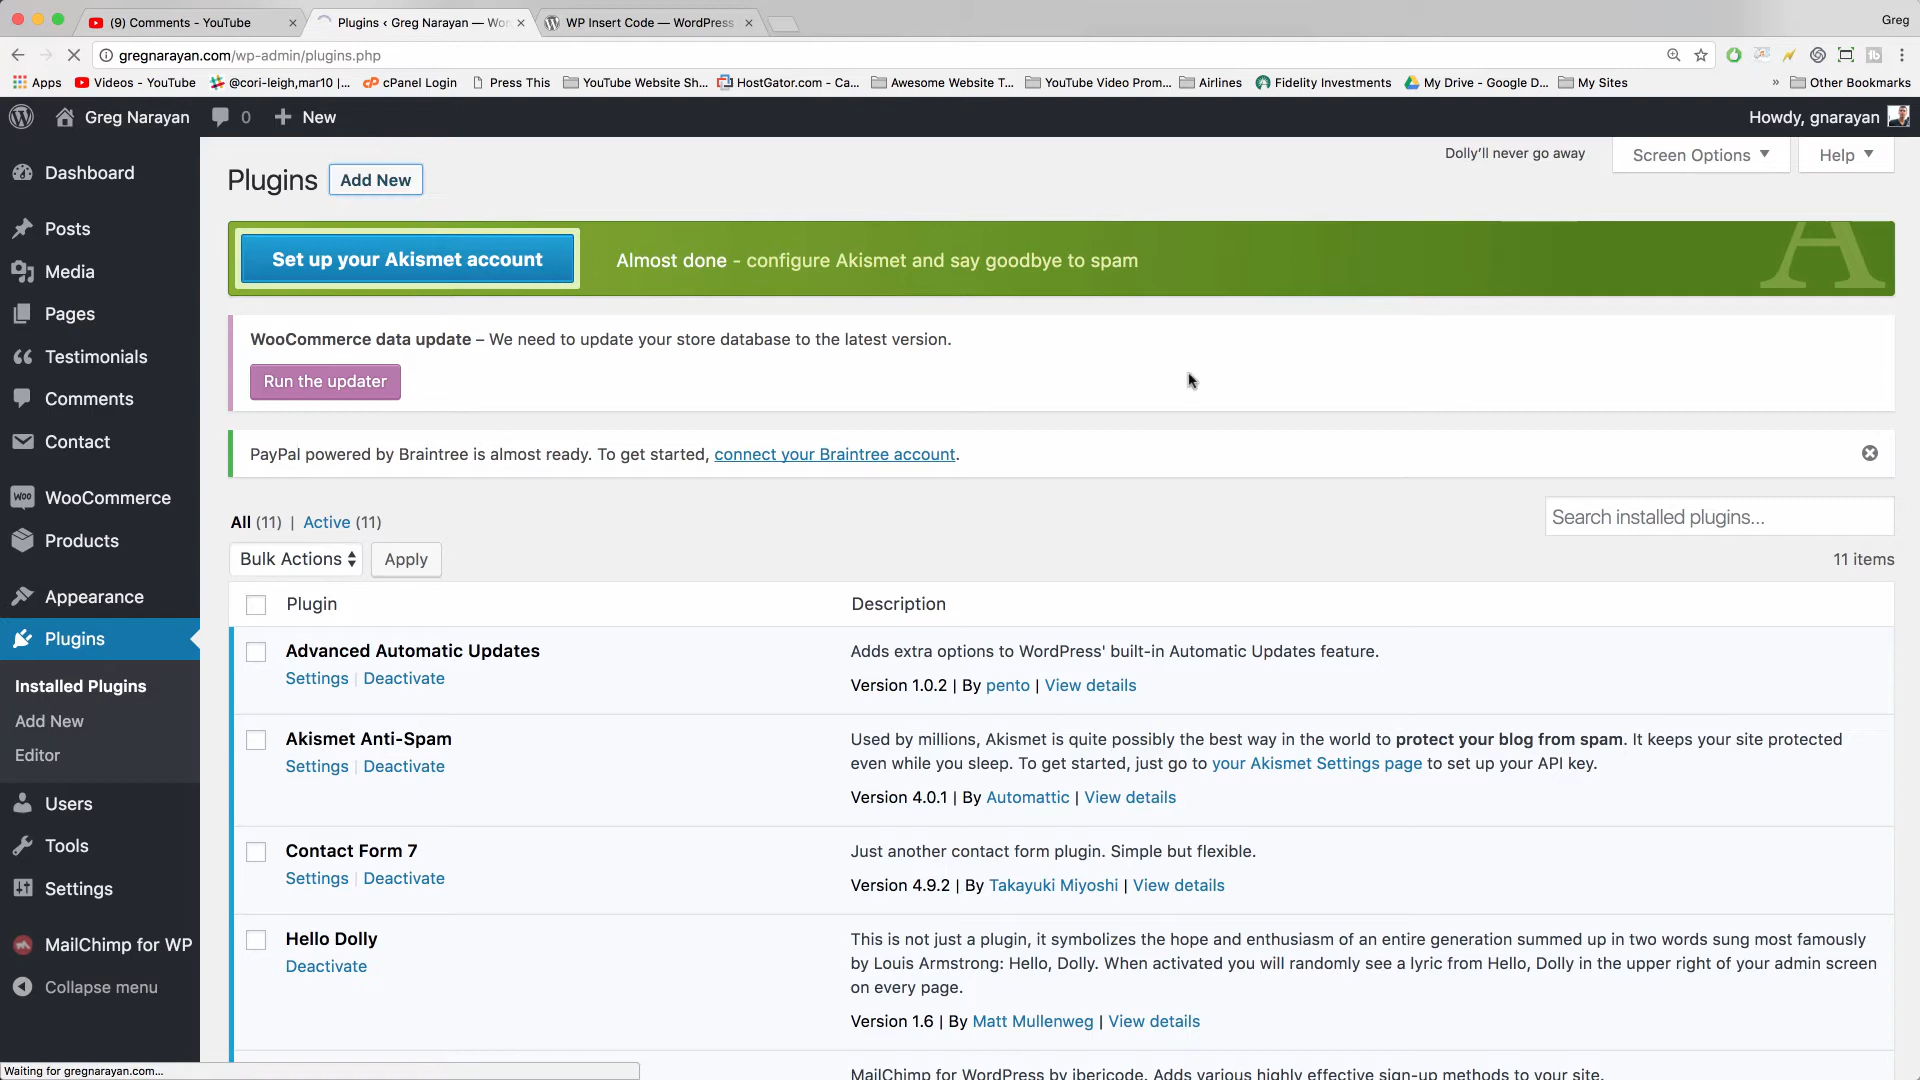 (9) Comments - YouTube
Plugins ‹ Greg Narayan — Wor
WP Insert Code — WordPress
Greg
gregnarayan.com/wp-admin/plugins.php
Apps
Videos - YouTube
@cori-leigh,mar10 |...
cPanel Login
Press This
YouTube Website Sh...
HostGator.com - Ca...
Awesome Website T...
YouTube Video Prom...
Airlines
Fidelity Investments
My Drive - Google D...
My Sites
»
Other Bookmarks
Greg Narayan
0
New
Howdy, gnarayan
Dashboard
Posts
Media
Pages
Testimonials
Comments
Contact
WooCommerce
Products
Appearance
Plugins
Installed Plugins
Add New
Editor
Users
Tools
Settings
MailChimp for WP
Collapse menu
Dolly'll never go away
Screen Options
Help
Plugins
Add New
Set up your Akismet account
Almost done - configure Akismet and say goodbye to spam
A
WooCommerce data update – We need to update your store database to the latest version.
Run the updater
PayPal powered by Braintree is almost ready. To get started, connect your Braintree account.
All (11) | Active (11)
Search installed plugins...
Bulk Actions
Apply
11 items
Plugin
Description
Advanced Automatic Updates
Settings | Deactivate
Adds extra options to WordPress' built-in Automatic Updates feature.
Version 1.0.2 | By pento | View details
Akismet Anti-Spam
Settings | Deactivate
Used by millions, Akismet is quite possibly the best way in the world to protect your blog from spam. It keeps your site protected
even while you sleep. To get started, just go to your Akismet Settings page to set up your API key.
Version 4.0.1 | By Automattic | View details
Contact Form 7
Settings | Deactivate
Just another contact form plugin. Simple but flexible.
Version 4.9.2 | By Takayuki Miyoshi | View details
Hello Dolly
Deactivate
This is not just a plugin, it symbolizes the hope and enthusiasm of an entire generation summed up in two words sung most famously
by Louis Armstrong: Hello, Dolly. When activated you will randomly see a lyric from Hello, Dolly in the upper right of your admin screen
on every page.
Version 1.6 | By Matt Mullenweg | View details
MailChimp for WordPress by ibericode. Adds various highly effective sign-up methods to your site.
Waiting for gregnarayan.com...